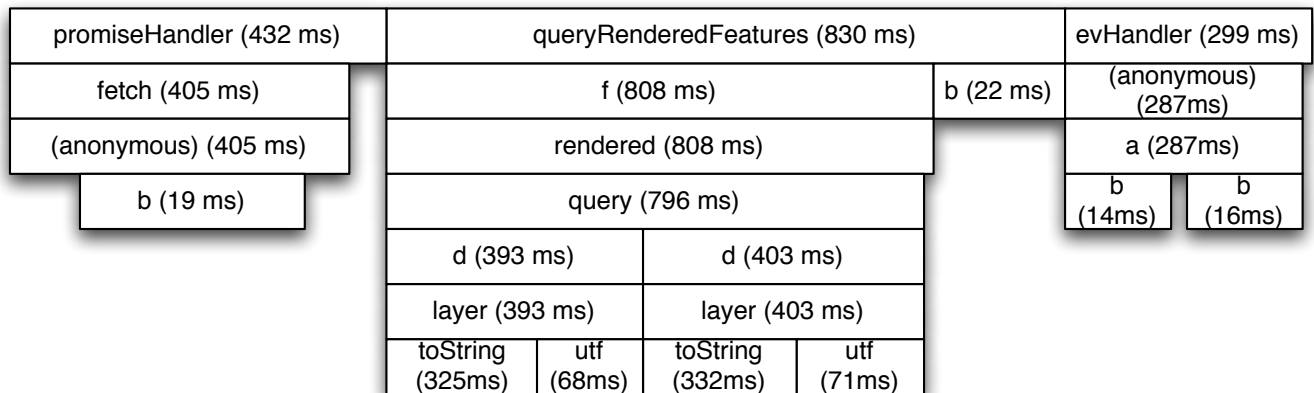 promiseHandler (432 ms)
queryRenderedFeatures (830 ms)
evHandler (299 ms)
fetch (405 ms)
f (808 ms)
b (22 ms)
(anonymous)
(287ms)
(anonymous) (405 ms)
rendered (808 ms)
a (287ms)
b (19 ms)
query (796 ms)
b
(14ms)
b
(16ms)
d (393 ms)
d (403 ms)
layer (393 ms)
layer (403 ms)
toString
(325ms)
utf
(68ms)
toString
(332ms)
utf
(71ms)